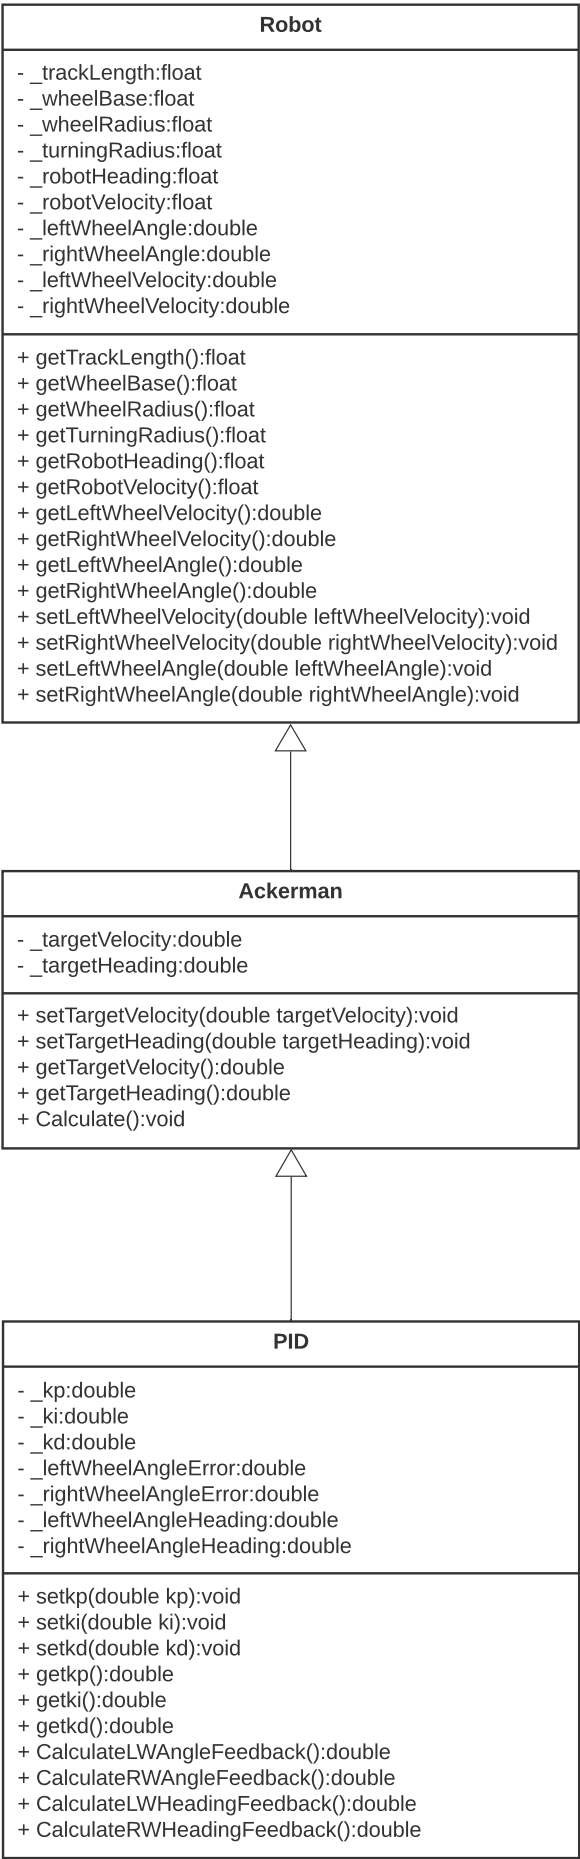 Robot
- _trackLength:float
- _wheelBase:float
- _wheelRadius:float
- _turningRadius:float
- _robotHeading:float
- _robotVelocity:float
- _leftWheelAngle:double
- _rightWheelAngle:double
- _leftWheelVelocity:double
- _rightWheelVelocity:double
+ getTrackLength():float
+ getWheelBase():float
+ getWheelRadius():float
+ getTurningRadius():float
+ getRobotHeading():float
+ getRobotVelocity():float
+ getLeftWheelVelocity():double
+ getRightWheelVelocity():double
+ getLeftWheelAngle():double
+ getRightWheelAngle():double
+ setLeftWheelVelocity(double leftWheelVelocity):void
+ setRightWheelVelocity(double rightWheelVelocity):void
+ setLeftWheelAngle(double leftWheelAngle):void
+ setRightWheelAngle(double rightWheelAngle):void
Ackerman
- _targetVelocity:double
- _targetHeading:double
+ setTargetVelocity(double targetVelocity):void
+ setTargetHeading(double targetHeading):void
+ getTargetVelocity():double
+ getTargetHeading():double
+ Calculate():void
PID
- _kp:double
- _ki:double
- _kd:double
- _leftWheelAngleError:double
- _rightWheelAngleError:double
- _leftWheelAngleHeading:double
- _rightWheelAngleHeading:double
+ setkp(double kp):void
+ setki(double ki):void
+ setkd(double kd):void
+ getkp():double
+ getki():double
+ getkd():double
+ CalculateLWAngleFeedback():double
+ CalculateRWAngleFeedback():double
+ CalculateLWHeadingFeedback():double
+ CalculateRWHeadingFeedback():double